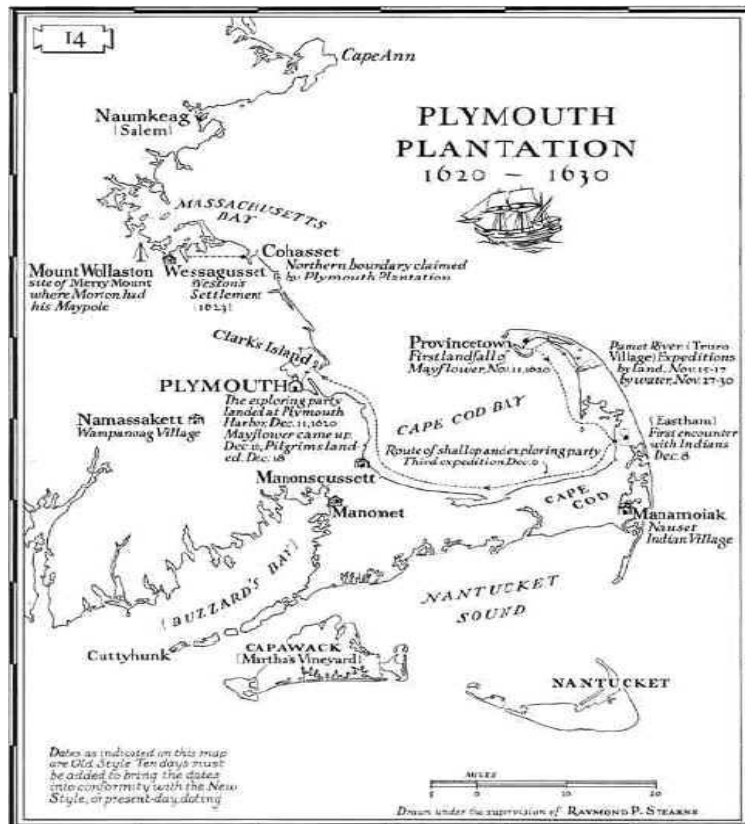 14
Cape Ann
Naumkeag
(Salem)
PLYMOUTH
PLANTATION
1620 – 1630
MASSACHUSETTS
BAY
Mount Wollaston
site of Merry Mount
where Morton had
his Maypole
Wessagusset
Weston's
Settlement
(1623)
Cohasset
Northern boundary claimed
by Plymouth Plantation
Clarks Island
Provincetown
First landfall of
Mayflower, Nov. 11, 1620
Pamet River (Truro
Village) Expeditions
by land, Nov. 15-17
by water, Nov. 27-30
PLYMOUTH
The exploring party
landed at Plymouth
Harbor, Dec. 11, 1620
Mayflower came up
Dec. 16, Pilgrims land-
ed, Dec. 18
Namassakett
Wampanoag Village
CAPE COD BAY
(Eastham)
First encounter
with Indians
Dec. 8
Route of shallop and exploring party
Third expedition, Dec.
Manonscussett
Manomet
CAPE
COD
Manamoiak
Nauset
Indian Village
(BUZZARD'S BAY)
NANTUCKET
SOUND
Cuttyhunk
CAPAWACK
(Martha's Vineyard)
NANTUCKET
Dates as indicated on this map
are Old Style. Ten days must
be added to bring the dates
into conformity with the New
Style, or present-day, dating
MILES
5 0 10 20
Drawn under the supervision of RAYMOND P. STEARNS